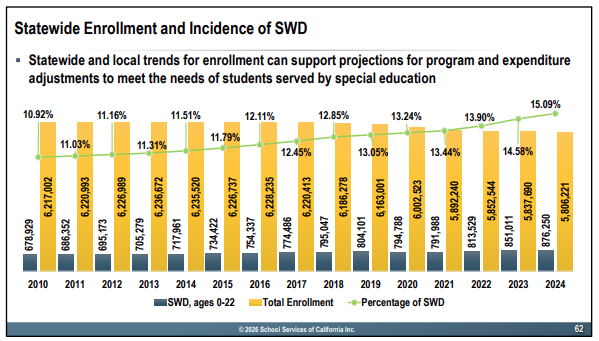 Statewide Enrollment and Incidence of SWD
▪ Statewide and local trends for enrollment can support projections for program and expenditure
adjustments to meet the needs of students served by special education
10.92% 11.03% 11.16% 11.31% 11.51% 11.79% 12.11% 12.45% 12.85% 13.05% 13.24% 13.44% 13.90% 14.58% 15.09%
678,929 6,217,002
686,352 6,220,993
695,173 6,226,989
705,279 6,236,672
717,961 6,235,520
734,422 6,226,737
754,337 6,228,235
774,486 6,220,413
795,047 6,186,278
804,101 6,163,001
794,788 6,002,523
791,988 5,892,240
813,529 5,852,544
851,011 5,837,690
876,250 5,806,221
2010 2011 2012 2013 2014 2015 2016 2017 2018 2019 2020 2021 2022 2023 2024
SWD, ages 0-22 Total Enrollment Percentage of SWD
© 2026 School Services of California Inc.
62